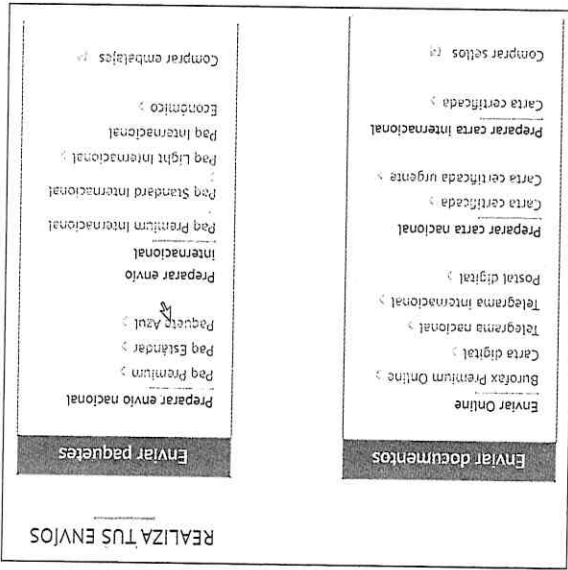 REALIZA TUS ENVÍOS
Enviar documentos
Enviar Online
Burofax Premium Online >
Carta digital >
Telegrama nacional >
Telegrama internacional >
Postal digital >
Preparar carta nacional
Carta certificada >
Carta certificada urgente >
Preparar carta internacional
Carta certificada >
Comprar sellos
Enviar paquetes
Preparar envío nacional
Paq Premium >
Paq Estándar >
Paquete Azul >
Preparar envío
internacional
Paq Premium Internacional
>
Paq Standard Internacional
>
Paq Light Internacional >
Paq Internacional
Económico >
Comprar embalajes